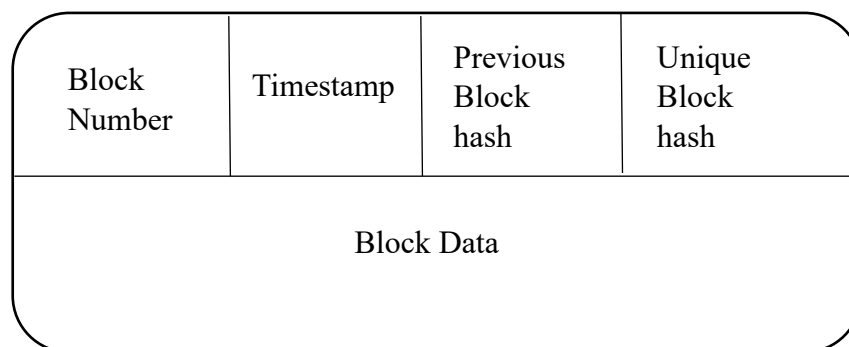 Block
Number
Timestamp
Previous
Block
hash
Unique
Block
hash
Block Data